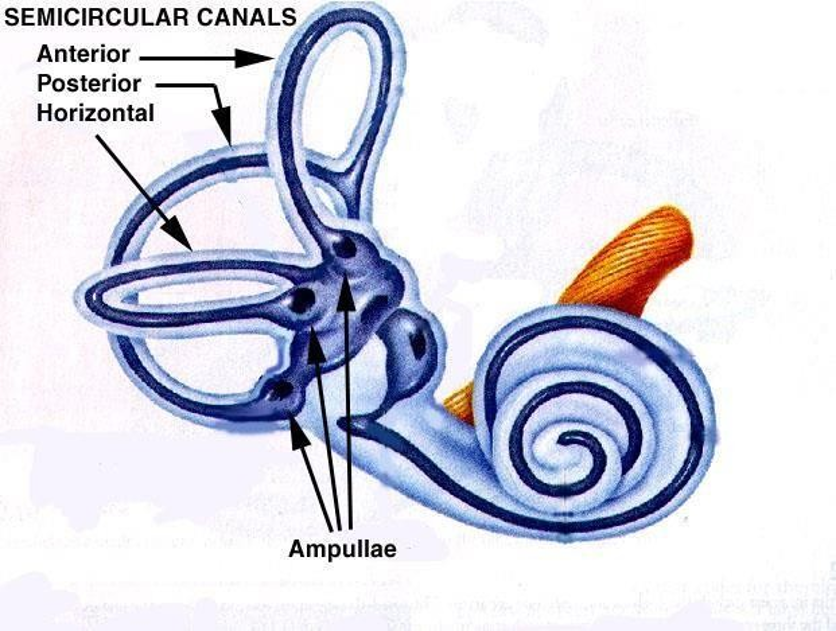 SEMICIRCULAR CANALS
Anterior
Posterior
Horizontal
Ampullae